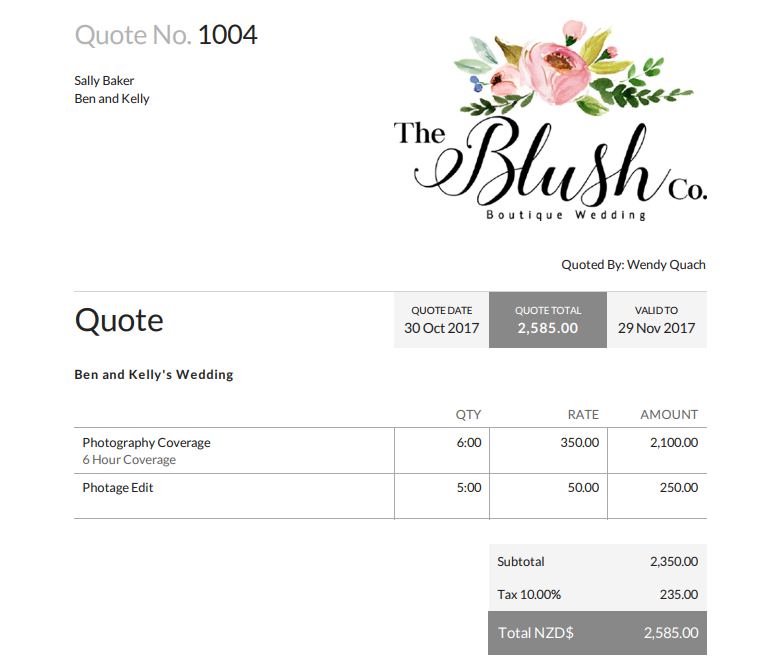 Quote No. 1004
Sally Baker
Ben and Kelly
The Blush Co.
Boutique Wedding
Quoted By: Wendy Quach
Quote
QUOTE DATE
30 Oct 2017
QUOTE TOTAL
2,585.00
VALID TO
29 Nov 2017
Ben and Kelly's Wedding
QTY RATE AMOUNT
Photography Coverage 6:00 350.00 2,100.00
6 Hour Coverage
Photage Edit 5:00 50.00 250.00
Subtotal 2,350.00
Tax 10.00% 235.00
Total NZD$ 2,585.00